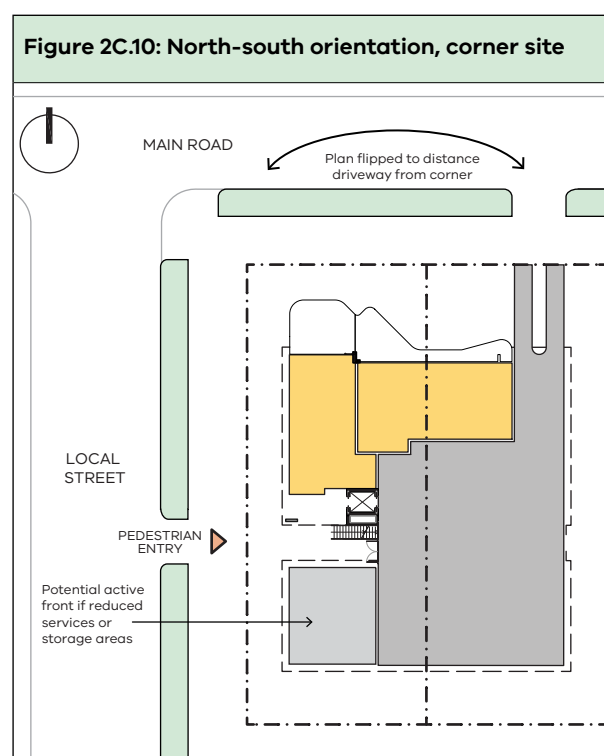 Figure 2C.10: North-south orientation, corner site
MAIN ROAD
Plan flipped to distance
driveway from corner
LOCAL
STREET
PEDESTRIAN
ENTRY
Potential active
front if reduced
services or
storage areas